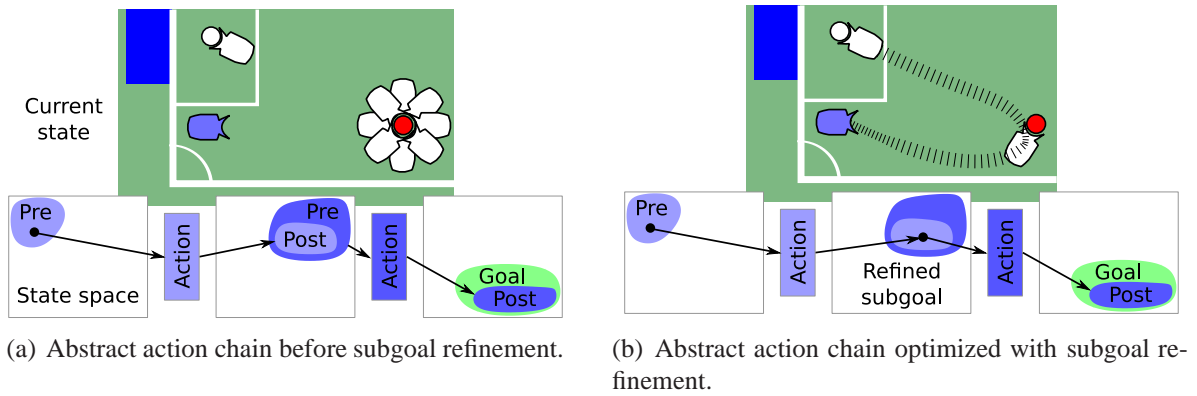 Current
state
Pre
Action
Pre
Post
Action
State space
Goal
Post
(a) Abstract action chain before subgoal refinement.
Pre
Action
Refined
subgoal
Action
Goal
Post
(b) Abstract action chain optimized with subgoal re-
finement.